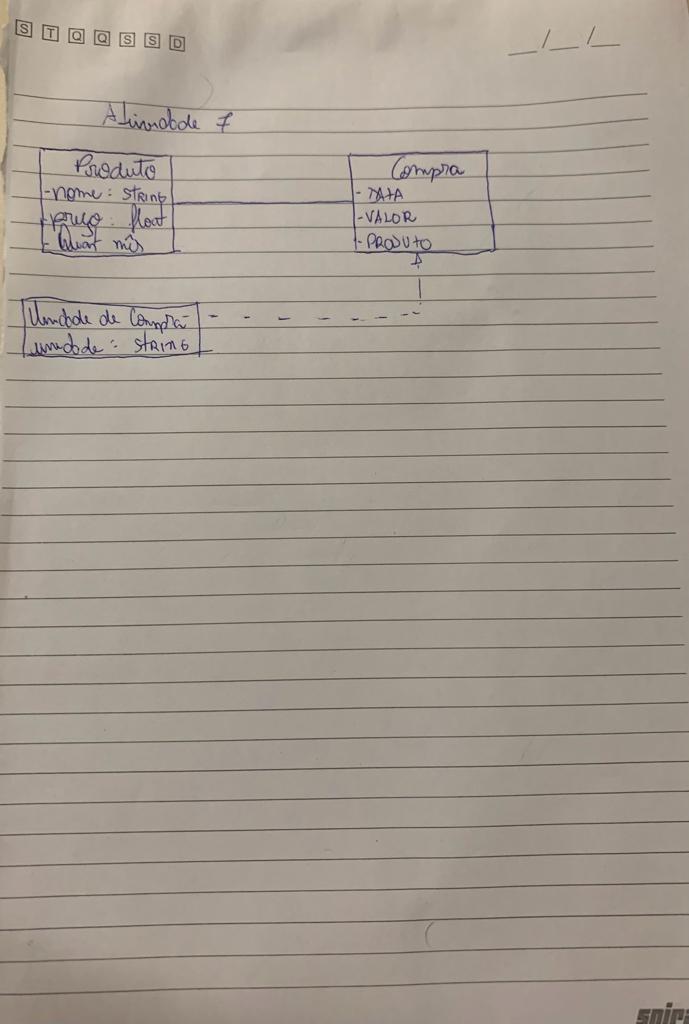 S T Q Q S S D
__/__/__
Atividade 7
Produto
- nome : STRING
- preço : float
- Quant mês
Compra
- DATA
- VALOR
- PRODUTO
Unidade de Compra
unidade : STRING